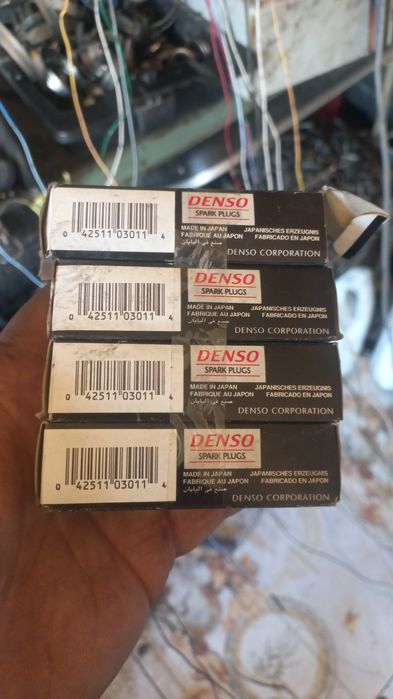 DENSO
SPARK PLUGS
MADE IN JAPAN JAPANISCHES ERZEUGNIS
FABRIQUE AU JAPON FABRICADO EN JAPON
صنع في اليابان
DENSO CORPORATION
0 42511 03011 4
DENSO
SPARK PLUGS
MADE IN JAPAN JAPANISCHES ERZEUGNIS
FABRIQUE AU JAPON FABRICADO EN JAPON
صنع في اليابان
DENSO CORPORATION
0 42511 03011 4
DENSO
SPARK PLUGS
MADE IN JAPAN JAPANISCHES ERZEUGNIS
FABRIQUE AU JAPON FABRICADO EN JAPON
صنع في اليابان
DENSO CORPORATION
0 42511 03011 4
DENSO
SPARK PLUGS
MADE IN JAPAN JAPANISCHES ERZEUGNIS
FABRIQUE AU JAPON FABRICADO EN JAPON
صنع في اليابان
DENSO CORPORATION
0 42511 03011 4